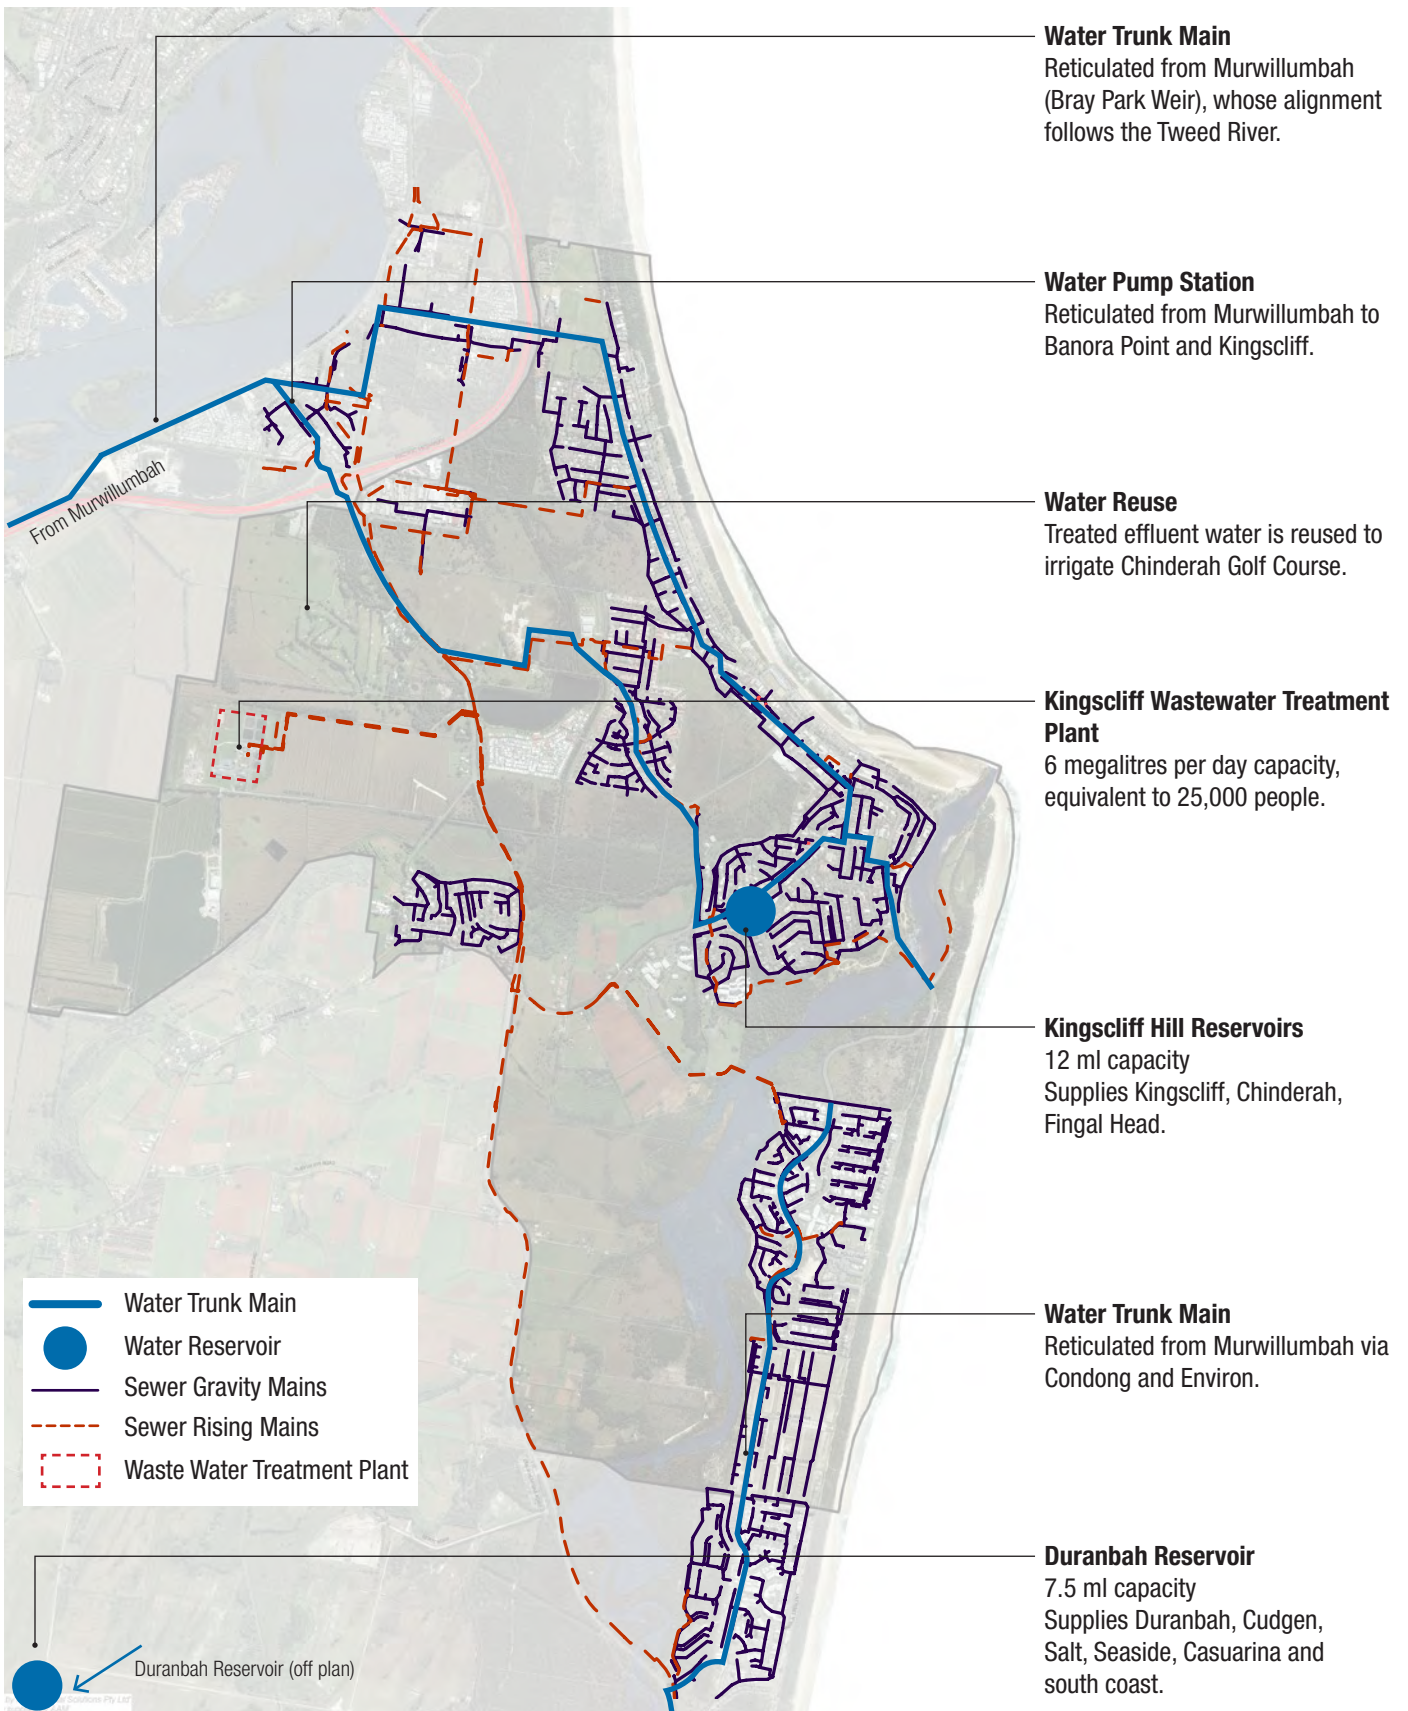 Water Trunk Main
Reticulated from Murwillumbah
(Bray Park Weir), whose alignment
follows the Tweed River.
Water Pump Station
Reticulated from Murwillumbah to
Banora Point and Kingscliff.
Water Reuse
Treated effluent water is reused to
irrigate Chinderah Golf Course.
From Murwillumbah
Kingscliff Wastewater Treatment
Plant
6 megalitres per day capacity,
equivalent to 25,000 people.
Kingscliff Hill Reservoirs
12 ml capacity
Supplies Kingscliff, Chinderah,
Fingal Head.
Water Trunk Main
Reticulated from Murwillumbah via
Condong and Environ.
Water Trunk Main
Water Reservoir
Sewer Gravity Mains
Sewer Rising Mains
Waste Water Treatment Plant
Duranbah Reservoir
7.5 ml capacity
Supplies Duranbah, Cudgen,
Salt, Seaside, Casuarina and
south coast.
Duranbah Reservoir (off plan)
Solutions Pty Ltd